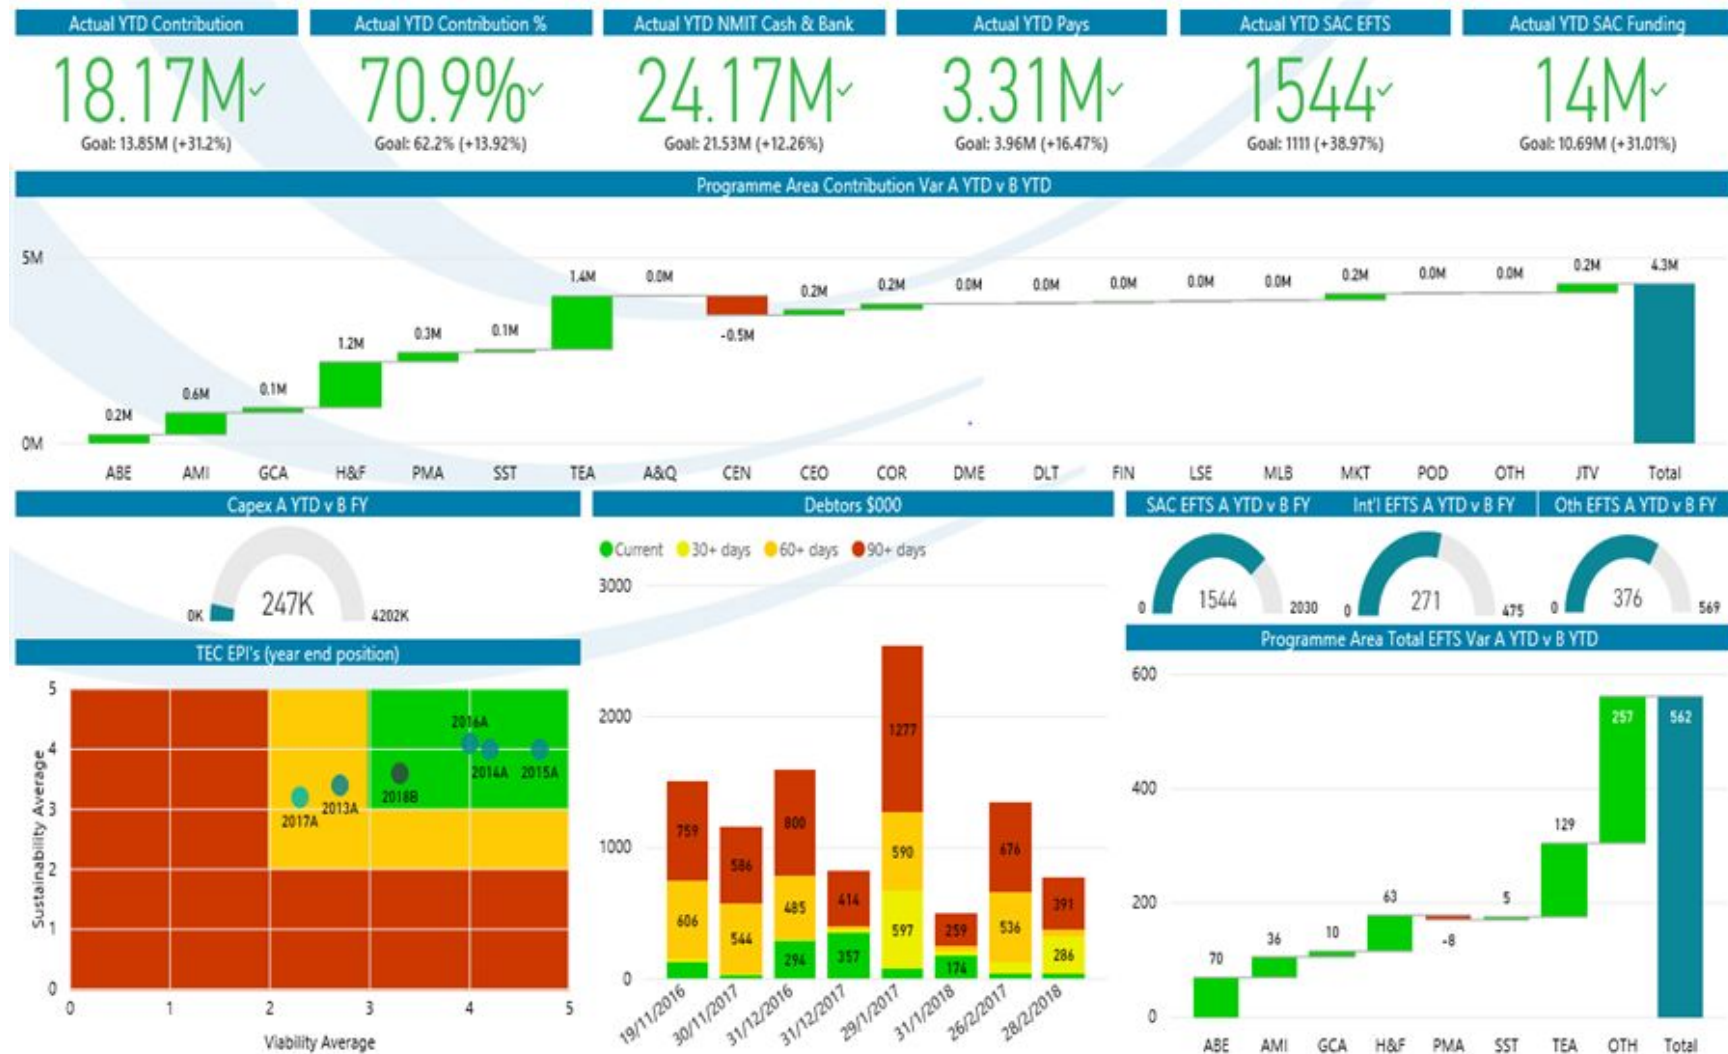 Actual YTD Contribution
18.17M
Goal: 13.85M (+31.2%)
Actual YTD Contribution %
70.9%
Goal: 62.2% (+13.92%)
Actual YTD NMIT Cash & Bank
24.17M
Goal: 21.53M (+12.26%)
Actual YTD Pays
3.31M
Goal: 3.96M (+16.47%)
Actual YTD SAC EFTS
1544
Goal: 1111 (+38.97%)
Actual YTD SAC Funding
14M
Goal: 10.69M (+31.01%)
Programme Area Contribution Var A YTD v B YTD
5M
0M
0.2M
0.6M
0.1M
1.2M
0.3M
0.1M
1.4M
0.0M
-0.5M
0.2M
0.2M
0.0M
0.0M
0.0M
0.0M
0.0M
0.2M
0.0M
0.0M
0.2M
4.3M
ABE AMI GCA H&F PMA SST TEA A&Q CEN CEO COR DME DLT FIN LSE MLB MKT POD OTH JTV Total
Capex A YTD v B FY
0K
247K
4202K
TEC EPI's (year end position)
Sustainability Average
5
4
3
2
1
0
2016A
2014A
2015A
2018B
2013A
2017A
0 1 2 3 4 5
Viability Average
Debtors $000
Current 30+ days 60+ days 90+ days
3000
2000
1000
0
759
606
586
544
800
485
294
414
357
1277
590
597
259
174
676
536
391
286
19/11/2016 30/11/2017 31/12/2016 31/12/2017 29/1/2017 31/1/2018 26/2/2017 28/2/2018
SAC EFTS A YTD v B FY
0
1544
2030
Int'l EFTS A YTD v B FY
0
271
475
Oth EFTS A YTD v B FY
0
376
569
Programme Area Total EFTS Var A YTD v B YTD
600
400
200
0
70
36
10
63
-8
5
129
257
562
ABE AMI GCA H&F PMA SST TEA OTH Total